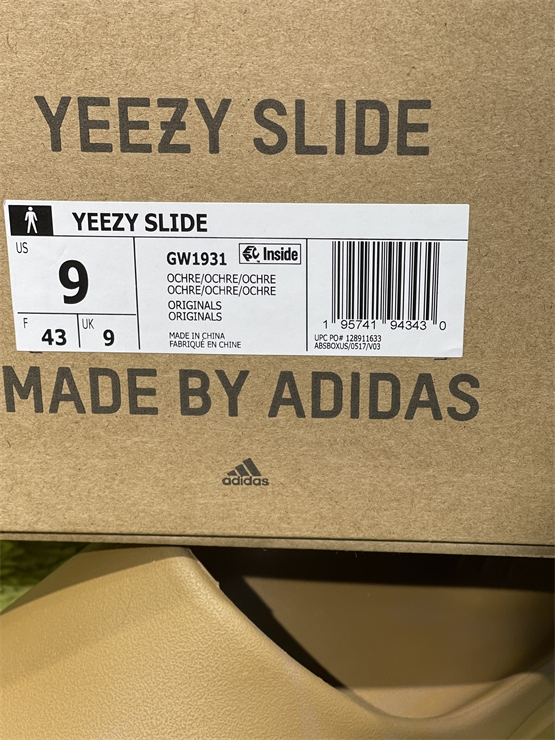 YEEZY SLIDE
YEEZY SLIDE
US
9
F 43 UK 9
GW1931 Inside
OCHRE/OCHRE/OCHRE
OCHRE/OCHRE/OCHRE
ORIGINALS
ORIGINALS
MADE IN CHINA
FABRIQUÉ EN CHINE
1 95741 94343 0
UPC PO# 128911633
ABSBOXUS/0517/V03
MADE BY ADIDAS
adidas